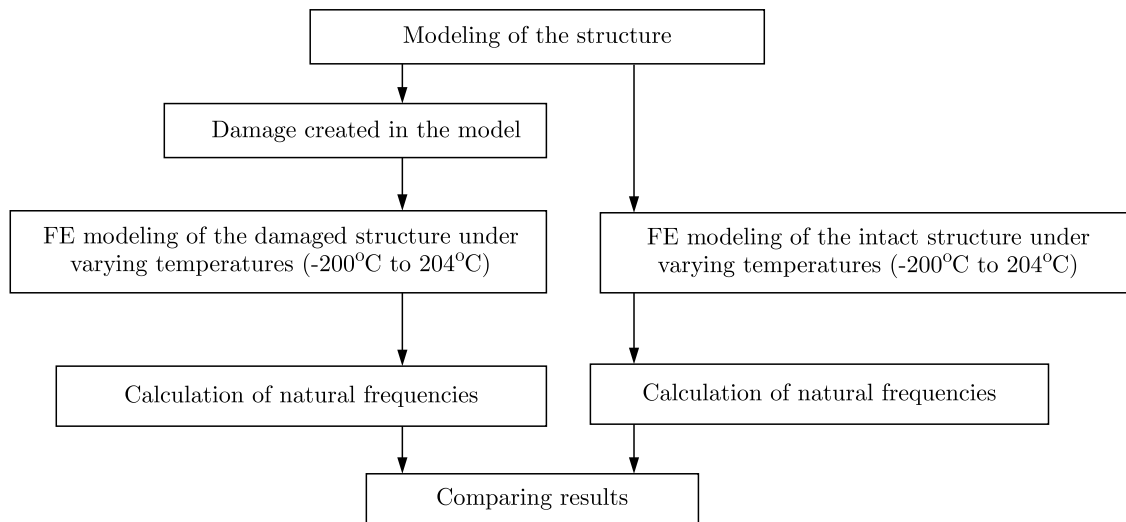 Modeling of the structure
Damage created in the model
FE modeling of the damaged structure under
varying temperatures (-200°C to 204°C)
FE modeling of the intact structure under
varying temperatures (-200°C to 204°C)
Calculation of natural frequencies
Calculation of natural frequencies
Comparing results